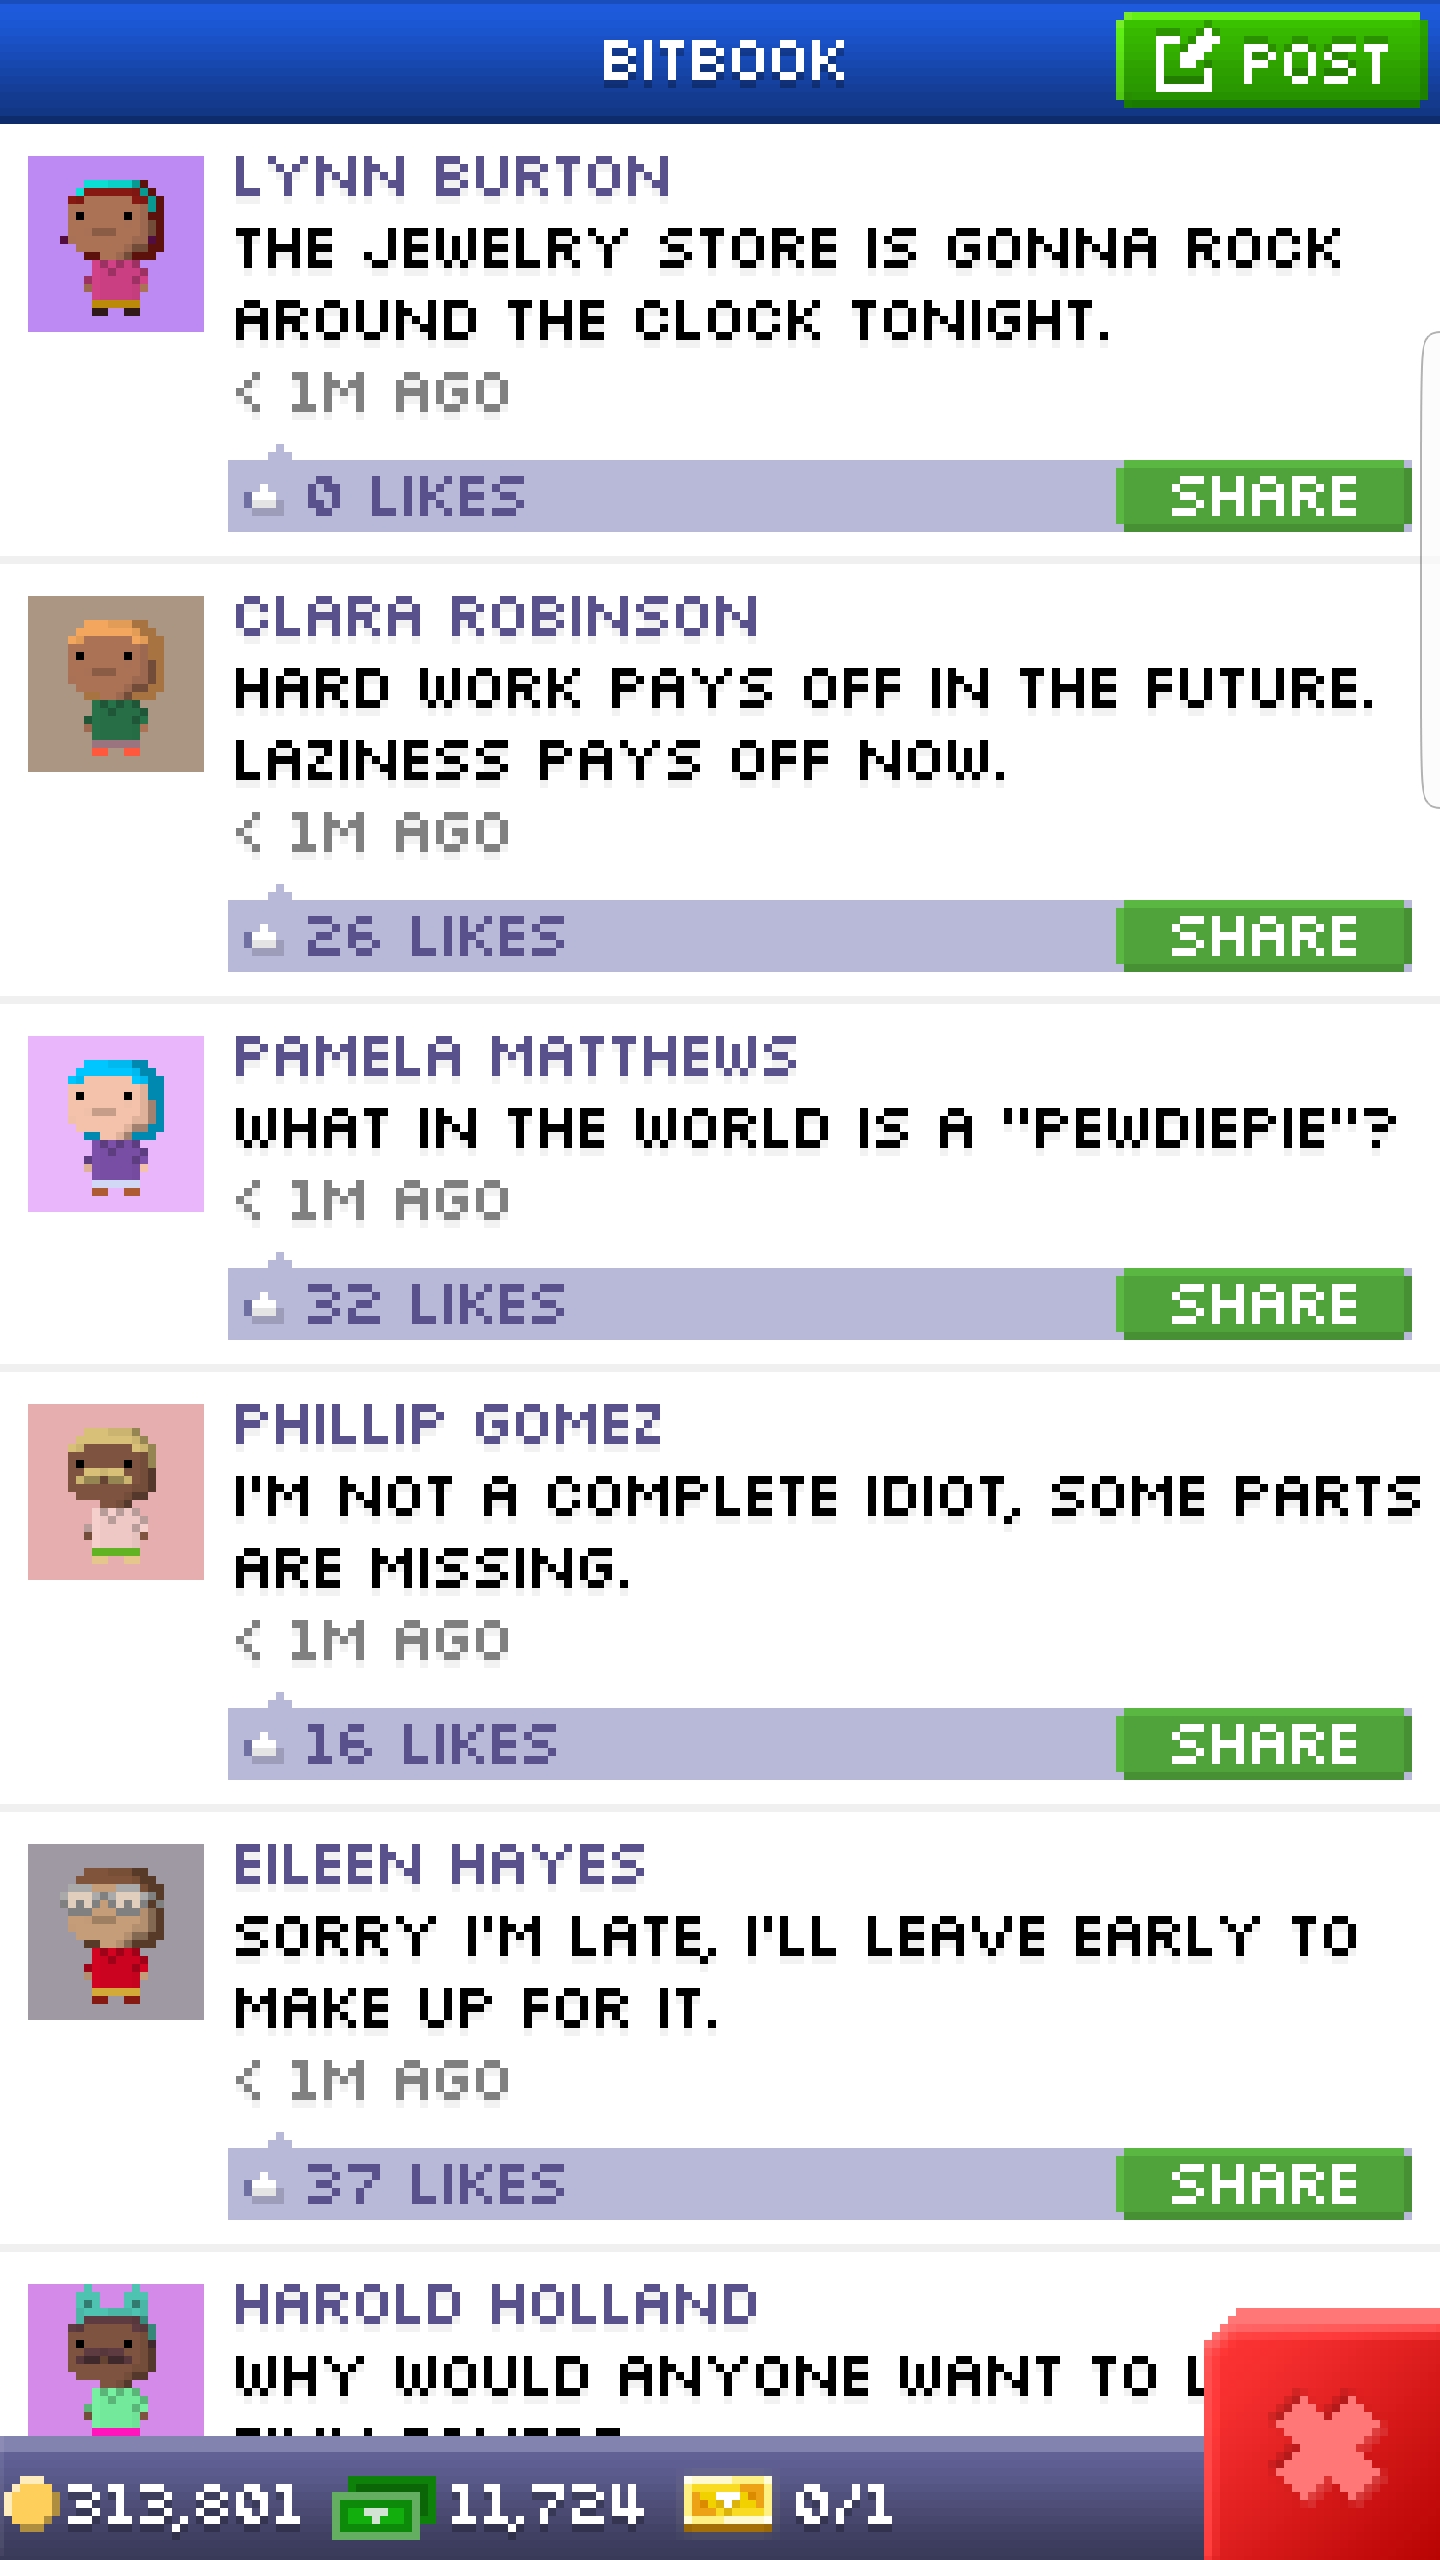 BITBOOK
POST
LYNN BURTON
THE JEWELRY STORE IS GONNA ROCK
AROUND THE CLOCK TONIGHT.
< 1M AGO
0 LIKES
SHARE
CLARA ROBINSON
HARD WORK PAYS OFF IN THE FUTURE.
LAZINESS PAYS OFF NOW.
< 1M AGO
26 LIKES
SHARE
PAMELA MATTHEWS
WHAT IN THE WORLD IS A "PEWDIEPIE"?
< 1M AGO
32 LIKES
SHARE
PHILLIP GOMEZ
I'M NOT A COMPLETE IDIOT, SOME PARTS
ARE MISSING.
< 1M AGO
16 LIKES
SHARE
EILEEN HAYES
SORRY I'M LATE, I'LL LEAVE EARLY TO
MAKE UP FOR IT.
< 1M AGO
37 LIKES
SHARE
HAROLD HOLLAND
WHY WOULD ANYONE WANT TO
313,801
11,724
0/1